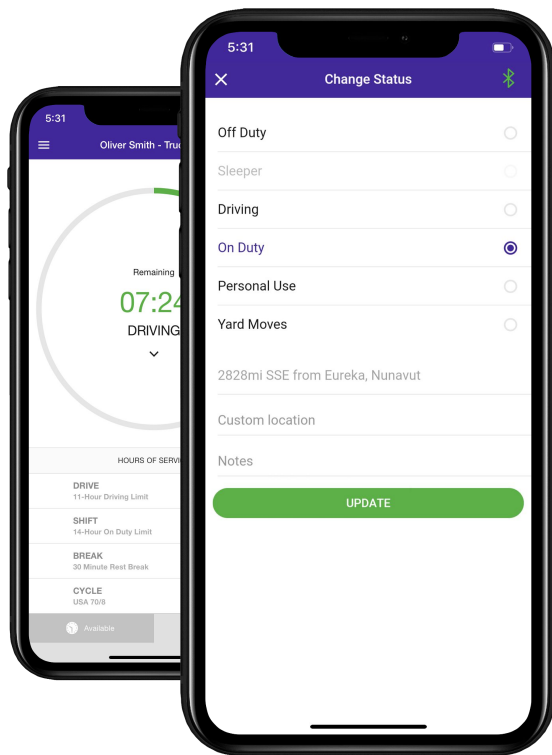 5:31
Oliver Smith - Truc
Remaining
07:24
DRIVING
HOURS OF SERVI
DRIVE
11-Hour Driving Limit
SHIFT
14-Hour On Duty Limit
BREAK
30 Minute Rest Break
CYCLE
USA 70/8
Available
5:31
Change Status
Off Duty
Sleeper
Driving
On Duty
Personal Use
Yard Moves
2828mi SSE from Eureka, Nunavut
Custom location
Notes
UPDATE